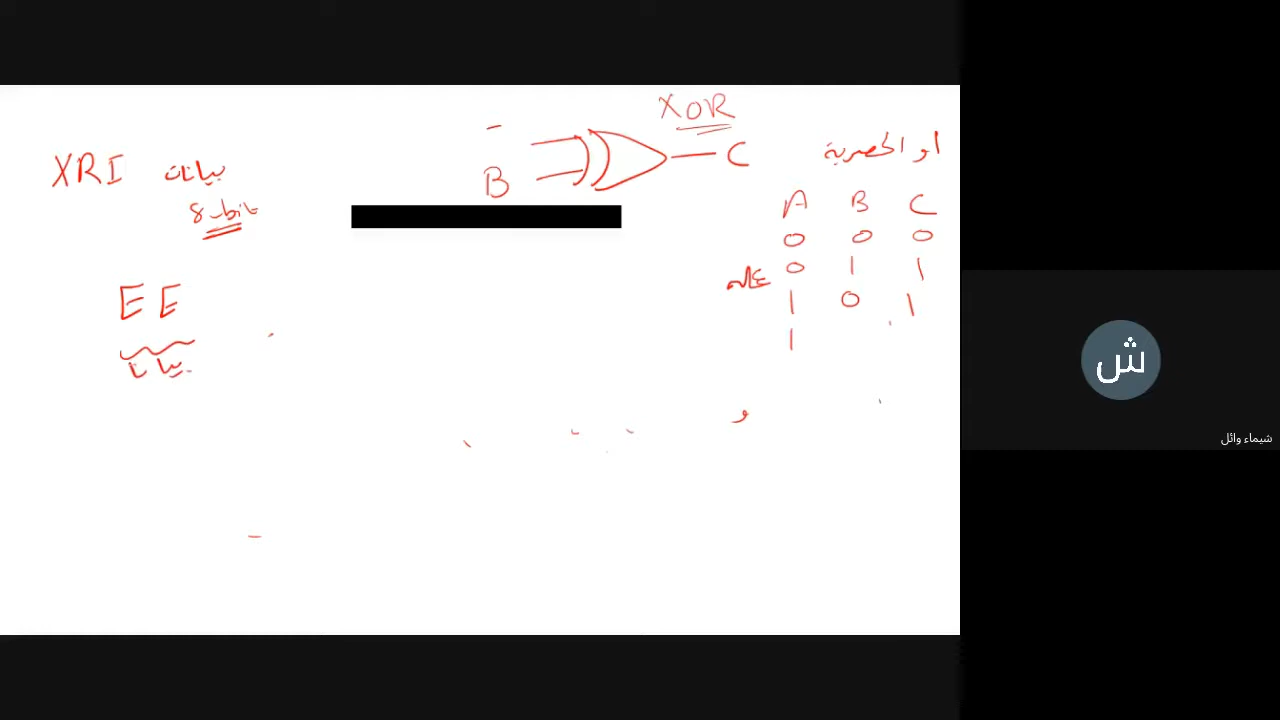 XOR
XRI بيانات
8-bit
B
C
او الحصرية
A B C
0 0 0
0 1 1
1 0 1
1
EE
بيانات
ش
شيماء وائل